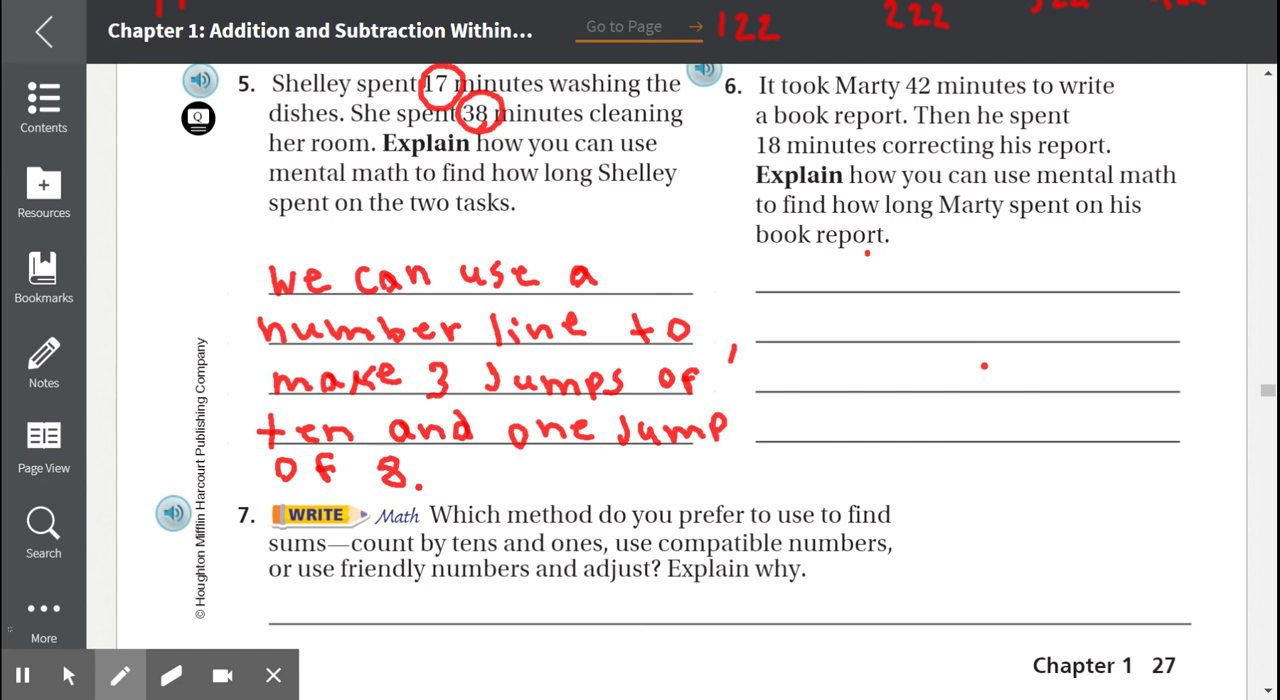 Chapter 1: Addition and Subtraction Within...
Go to Page →
122
222
Contents
Resources
Bookmarks
Notes
Page View
Search
More
5. Shelley spent 17 minutes washing the
dishes. She spent 38 minutes cleaning
her room. Explain how you can use
mental math to find how long Shelley
spent on the two tasks.
we can use a
number line to
make 3 Jumps of
ten and one Jump
of 8.
6. It took Marty 42 minutes to write
a book report. Then he spent
18 minutes correcting his report.
Explain how you can use mental math
to find how long Marty spent on his
book report.
7. WRITE Math Which method do you prefer to use to find
sums—count by tens and ones, use compatible numbers,
or use friendly numbers and adjust? Explain why.
© Houghton Mifflin Harcourt Publishing Company
Chapter 1 27